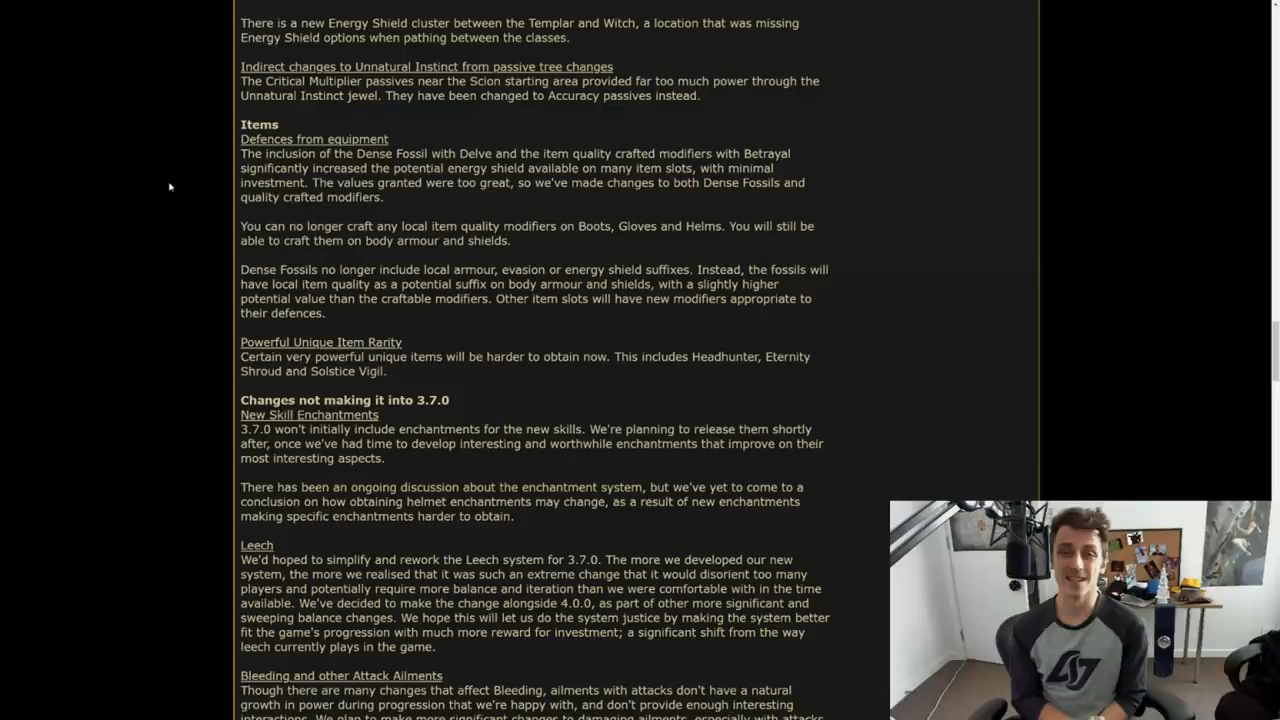 There is a new Energy Shield cluster between the Templar and Witch, a location that was missing
Energy Shield options when pathing between the classes.
Indirect changes to Unnatural Instinct from passive tree changes
The Critical Multiplier passives near the Scion starting area provided far too much power through the
Unnatural Instinct jewel. They have been changed to Accuracy passives instead.
Items
Defences from equipment
The inclusion of the Dense Fossil with Delve and the item quality crafted modifiers with Betrayal
significantly increased the potential energy shield available on many item slots, with minimal
investment. The values granted were too great, so we've made changes to both Dense Fossils and
quality crafted modifiers.
You can no longer craft any local item quality modifiers on Boots, Gloves and Helms. You will still be
able to craft them on body armour and shields.
Dense Fossils no longer include local armour, evasion or energy shield suffixes. Instead, the fossils will
have local item quality as a potential suffix on body armour and shields, with a slightly higher
potential value than the craftable modifiers. Other item slots will have new modifiers appropriate to
their defences.
Powerful Unique Item Rarity
Certain very powerful unique items will be harder to obtain now. This includes Headhunter, Eternity
Shroud and Solstice Vigil.
Changes not making it into 3.7.0
New Skill Enchantments
3.7.0 won't initially include enchantments for the new skills. We're planning to release them shortly
after, once we've had time to develop interesting and worthwhile enchantments that improve on their
most interesting aspects.
There has been an ongoing discussion about the enchantment system, but we've yet to come to a
conclusion on how obtaining helmet enchantments may change, as a result of new enchantments
making specific enchantments harder to obtain.
Leech
We'd hoped to simplify and rework the Leech system for 3.7.0. The more we developed our new
system, the more we realised that it was such an extreme change that it would disorient too many
players and potentially require more balance and iteration than we were comfortable with in the time
available. We've decided to make the change alongside 4.0.0, as part of other more significant and
sweeping balance changes. We hope this will let us do the system justice by making the system better
fit the game's progression with much more reward for investment; a significant shift from the way
leech currently plays in the game.
Bleeding and other Attack Ailments
Though there are many changes that affect Bleeding, ailments with attacks don't have a natural
growth in power during progression that we're happy with, and don't provide enough interesting
interactions. We plan to make more significant changes to damaging ailments, especially with attacks